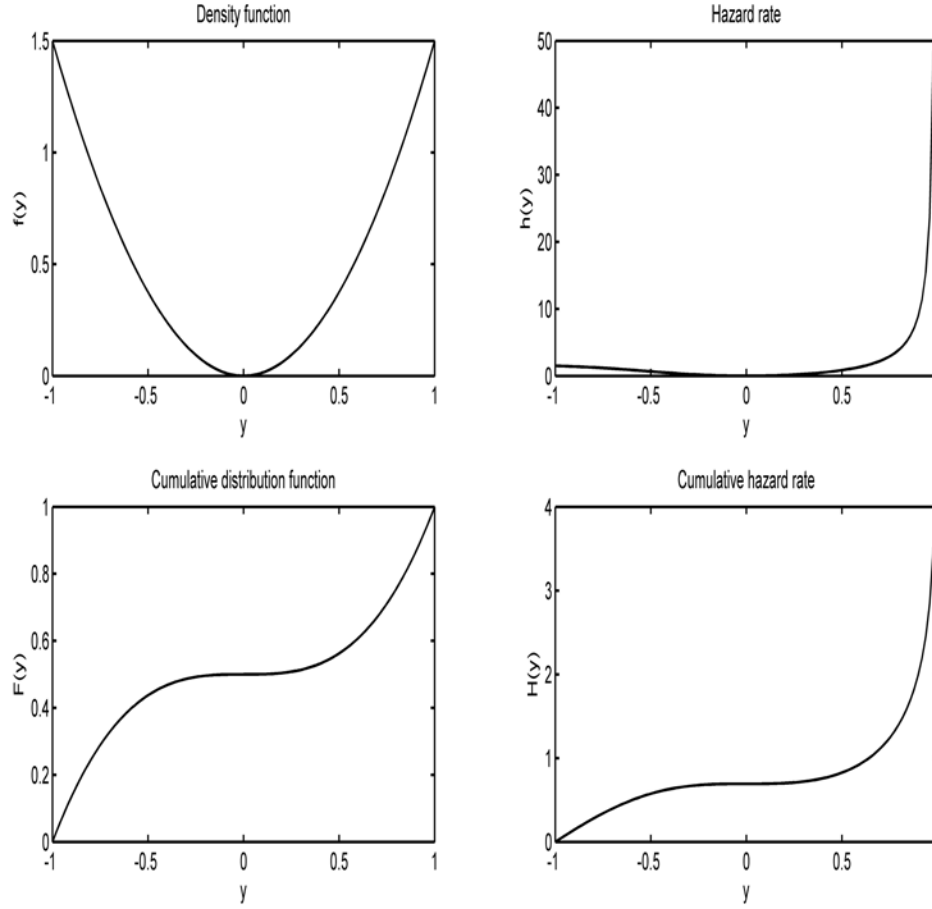 Density function
1.5
1
0.5
0
f(y)
-1 -0.5 0 0.5 1
y
Hazard rate
50
40
30
20
10
0
h(y)
-1 -0.5 0 0.5
y
Cumulative distribution function
1
0.8
0.6
0.4
0.2
0
F(y)
-1 -0.5 0 0.5 1
y
Cumulative hazard rate
4
3
2
1
0
H(y)
-1 -0.5 0 0.5
y